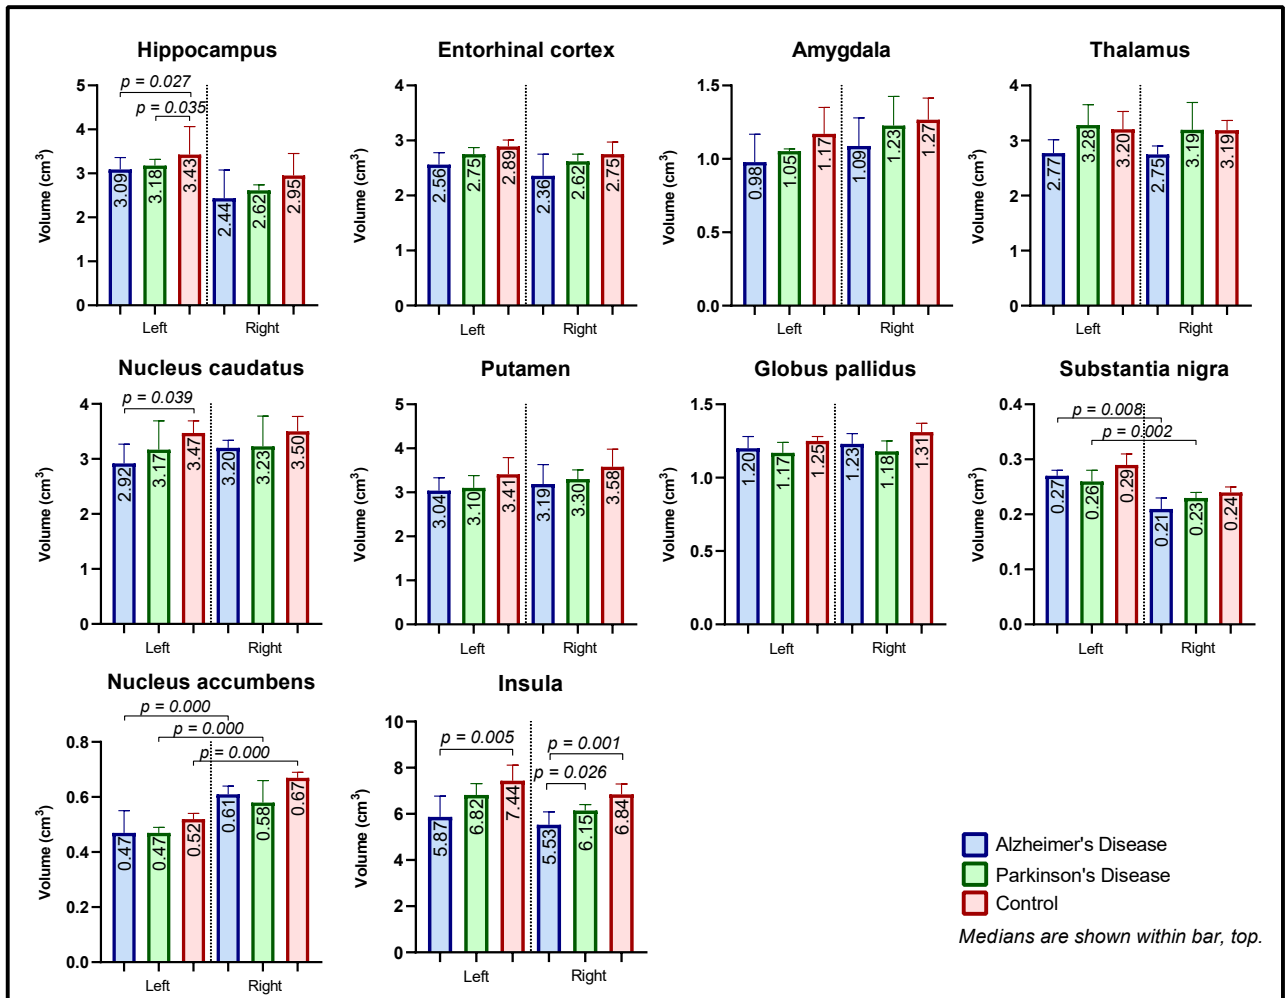 Hippocampus
Volume (cm³)
5
4
3
2
1
0
p = 0.027
p = 0.035
3.09
3.18
3.43
2.44
2.62
2.95
Left
Right
Entorhinal cortex
Volume (cm³)
4
3
2
1
0
2.56
2.75
2.89
2.36
2.62
2.75
Left
Right
Amygdala
Volume (cm³)
1.5
1.0
0.5
0.0
0.98
1.05
1.17
1.09
1.23
1.27
Left
Right
Thalamus
Volume (cm³)
4
3
2
1
0
2.77
3.28
3.20
2.75
3.19
3.19
Left
Right
Nucleus caudatus
Volume (cm³)
4
3
2
1
0
p = 0.039
2.92
3.17
3.47
3.20
3.23
3.50
Left
Right
Putamen
Volume (cm³)
5
4
3
2
1
0
3.04
3.10
3.41
3.19
3.30
3.58
Left
Right
Globus pallidus
Volume (cm³)
1.5
1.0
0.5
0.0
1.20
1.17
1.25
1.23
1.18
1.31
Left
Right
Substantia nigra
Volume (cm³)
0.4
0.3
0.2
0.1
0.0
p = 0.008
p = 0.002
0.27
0.26
0.29
0.21
0.23
0.24
Left
Right
Nucleus accumbens
Volume (cm³)
0.8
0.6
0.4
0.2
0.0
p = 0.000
p = 0.000
p = 0.000
0.47
0.47
0.52
0.61
0.58
0.67
Left
Right
Insula
Volume (cm³)
10
8
6
4
2
0
p = 0.005
p = 0.001
p = 0.026
5.87
6.82
7.44
5.53
6.15
6.84
Left
Right
Alzheimer's Disease
Parkinson's Disease
Control
Medians are shown within bar, top.